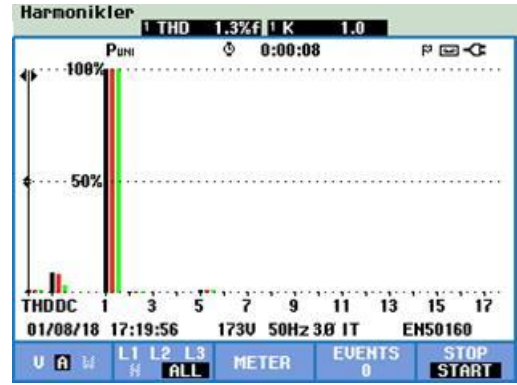 Harmonikler
1 THD 1.3%f 1 K 1.0
PUNI 0:00:08
100%
50%
THDDC 1 3 5 7 9 11 13 15 17
01/08/18 17:19:56 173V 50Hz 3.0 IT EN50160
V A W L1 L2 L3 METER EVENTS STOP
N ALL 0 START